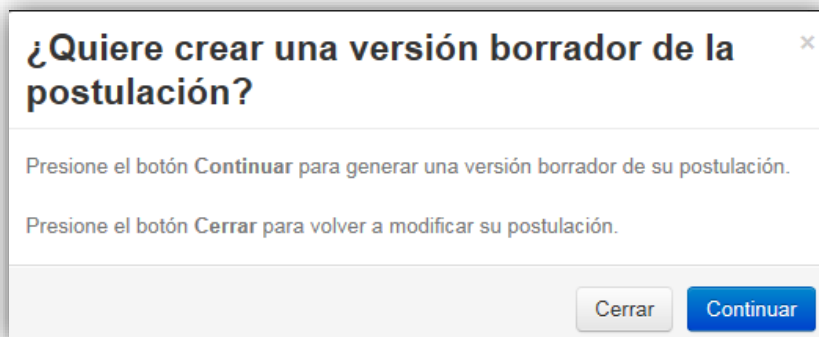 ¿Quiere crear una versión borrador de la
postulación?
×
Presione el botón Continuar para generar una versión borrador de su postulación.
Presione el botón Cerrar para volver a modificar su postulación.
Cerrar
Continuar